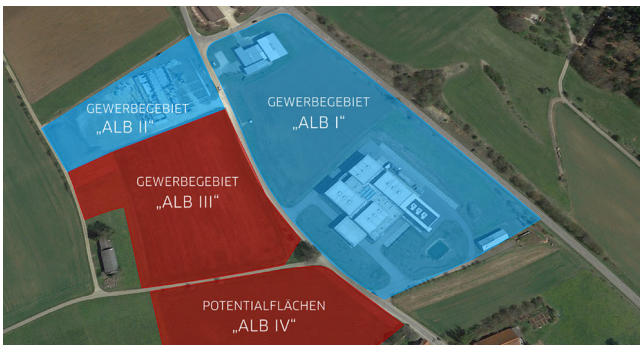 GEWERBEGEBIET
„ALB II“
GEWERBEGEBIET
„ALB I“
GEWERBEGEBIET
„ALB III“
POTENTIALFLÄCHEN
„ALB IV“